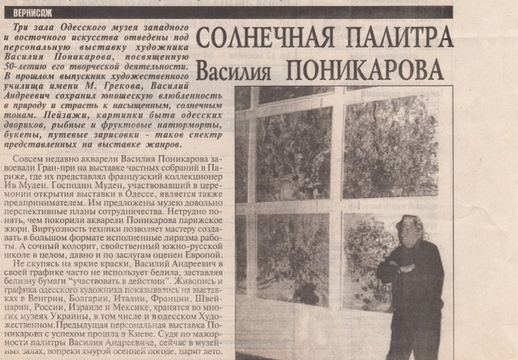 ВЕРНИСАЖ
Три зала Одесского музея западного
и восточного искусства отведены под
персональную выставку художника
Василия Поникарова, посвященную
50-летию его творческой деятельности.
В прошлом выпускник художественного
училища имени М. Грекова, Василий
Андреевич сохранил юношескую влюбленность
в природу и страсть к насыщенным, солнечным
тонам. Пейзажи, картинки быта одесских
двориков, рыбные и фруктовые натюрморты,
букеты, путевые зарисовки - таков спектр
представленных на выставке жанров.
СОЛНЕЧНАЯ ПАЛИТРА
Василия ПОНИКАРОВА
Совсем недавно акварели Василия Поникарова за-
воевали Гран-при на выставке частных собраний в Па-
риже, где их представлял французский коллекционер
Ив Муден. Господин Муден, участвовавший в цере-
монии открытия выставки в Одессе, является также
предпринимателем. Им предложены музею довольно
перспективные планы сотрудничества. Нетрудно по-
нять, чем покорили акварели Поникарова парижское
жюри. Виртуозность техники позволяет мастеру созда-
вать в большом формате исполненные лиризма рабо-
ты. А сочный колорит, свойственный южно-русской
школе в целом, давно и по заслугам оценен Европой.
Не скупясь на яркие краски, Василий Андреевич в
своей графике часто не использует белила, заставляя
белизну бумаги "участвовать в действии". Живопись и
графика одесского художника показывались на выстав-
ках в Венгрии, Болгарии, Италии, Франции, Швей-
царии, России, Израиле и Мексике, хранятся во мно-
гих музеях Украины, в том числе и в одесском Худо-
жественном. Предыдущая персональная выставка По-
никарова с успехом прошла в Киеве. Судя по мажор-
ности палитры Василия Андреевича, сейчас в музей-
ных залах, вопреки хмурой осенней погоде, царит лето.